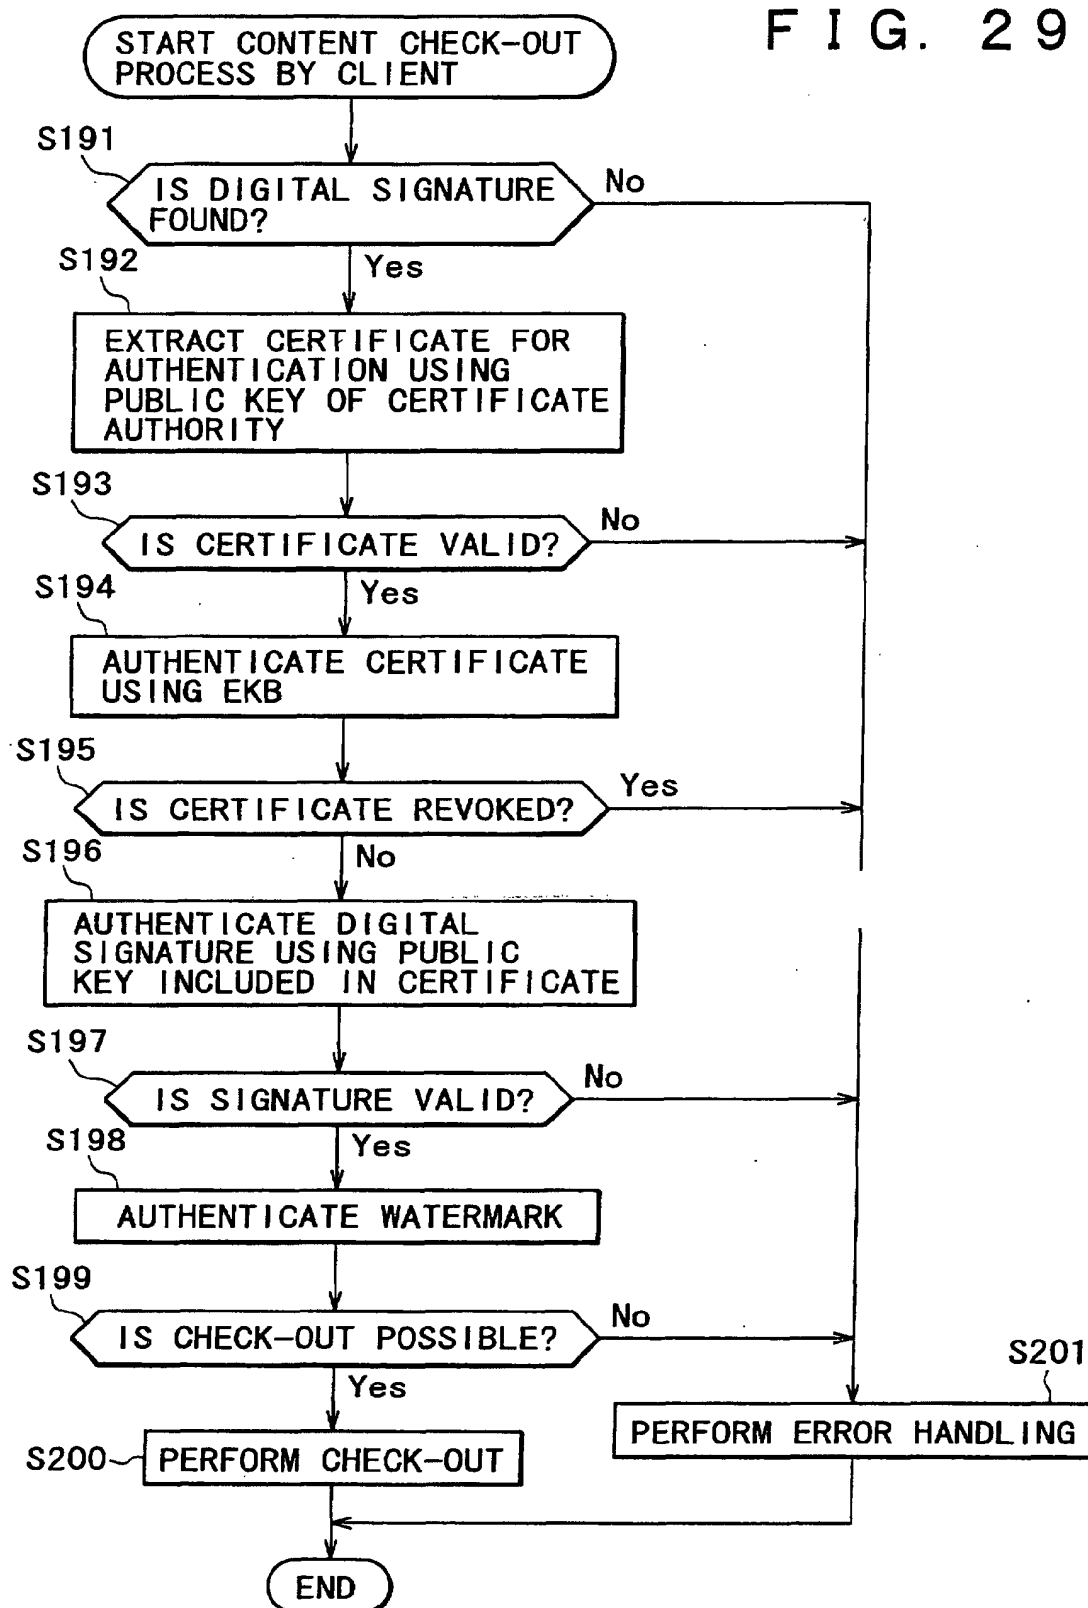 FIG. 29
START CONTENT CHECK-OUT
PROCESS BY CLIENT
S191
IS DIGITAL SIGNATURE
FOUND?
No
Yes
S192
EXTRACT CERTIFICATE FOR
AUTHENTICATION USING
PUBLIC KEY OF CERTIFICATE
AUTHORITY
S193
IS CERTIFICATE VALID?
No
Yes
S194
AUTHENTICATE CERTIFICATE
USING EKB
S195
IS CERTIFICATE REVOKED?
Yes
No
S196
AUTHENTICATE DIGITAL
SIGNATURE USING PUBLIC
KEY INCLUDED IN CERTIFICATE
S197
IS SIGNATURE VALID?
No
Yes
S198
AUTHENTICATE WATERMARK
S199
IS CHECK-OUT POSSIBLE?
No
Yes
S201
PERFORM ERROR HANDLING
S200
PERFORM CHECK-OUT
END